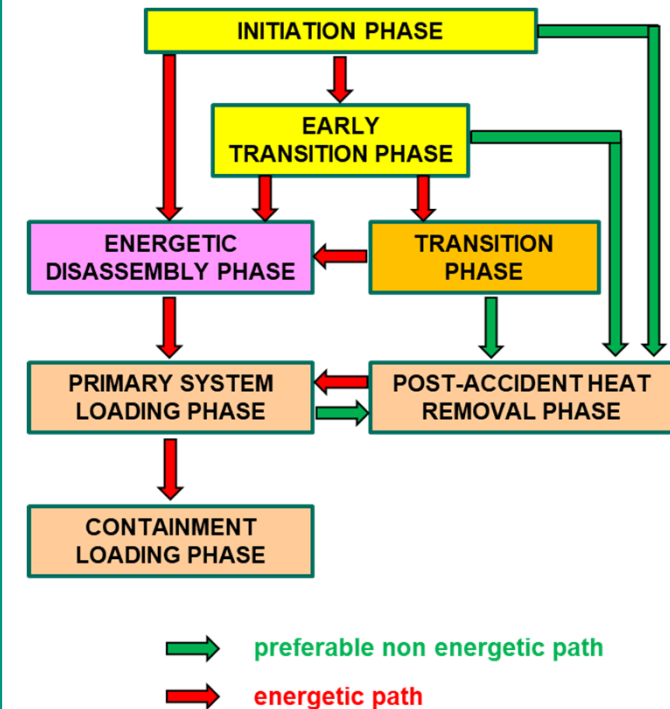 INITIATION PHASE
EARLY
TRANSITION PHASE
ENERGETIC
DISASSEMBLY PHASE
TRANSITION
PHASE
PRIMARY SYSTEM
LOADING PHASE
POST-ACCIDENT HEAT
REMOVAL PHASE
CONTAINMENT
LOADING PHASE
preferable non energetic path
energetic path